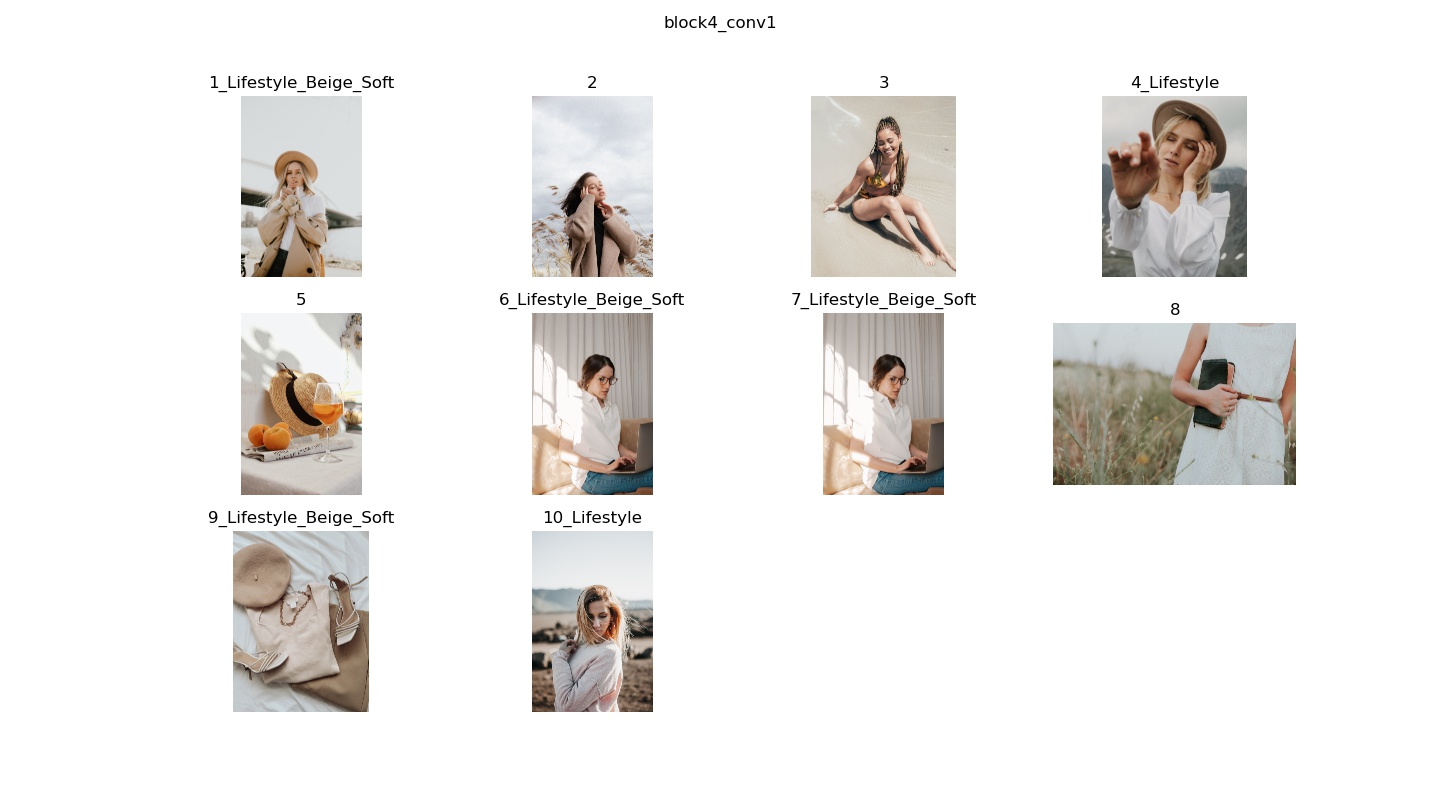 block4_conv1
1_Lifestyle_Beige_Soft
2
3
4_Lifestyle
5
6_Lifestyle_Beige_Soft
7_Lifestyle_Beige_Soft
8
9_Lifestyle_Beige_Soft
10_Lifestyle